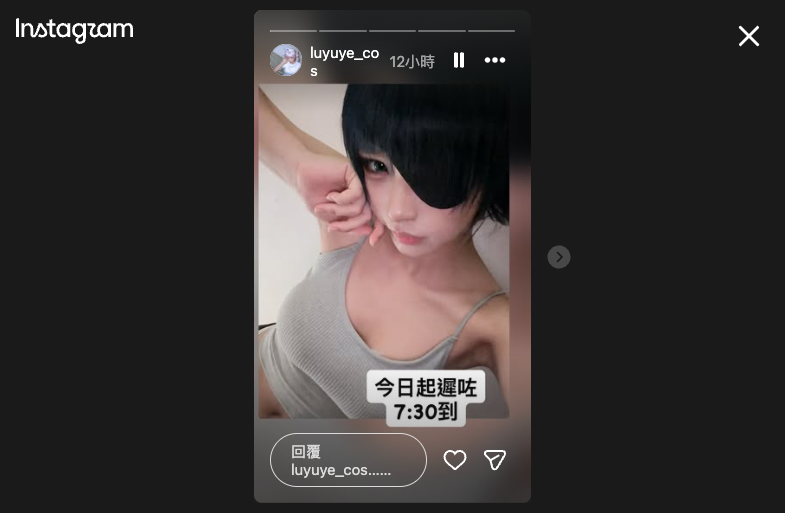 Instagram
luyuye_co
s
12小時
今日起遲咗
7:30到
回覆
luyuye_cos......